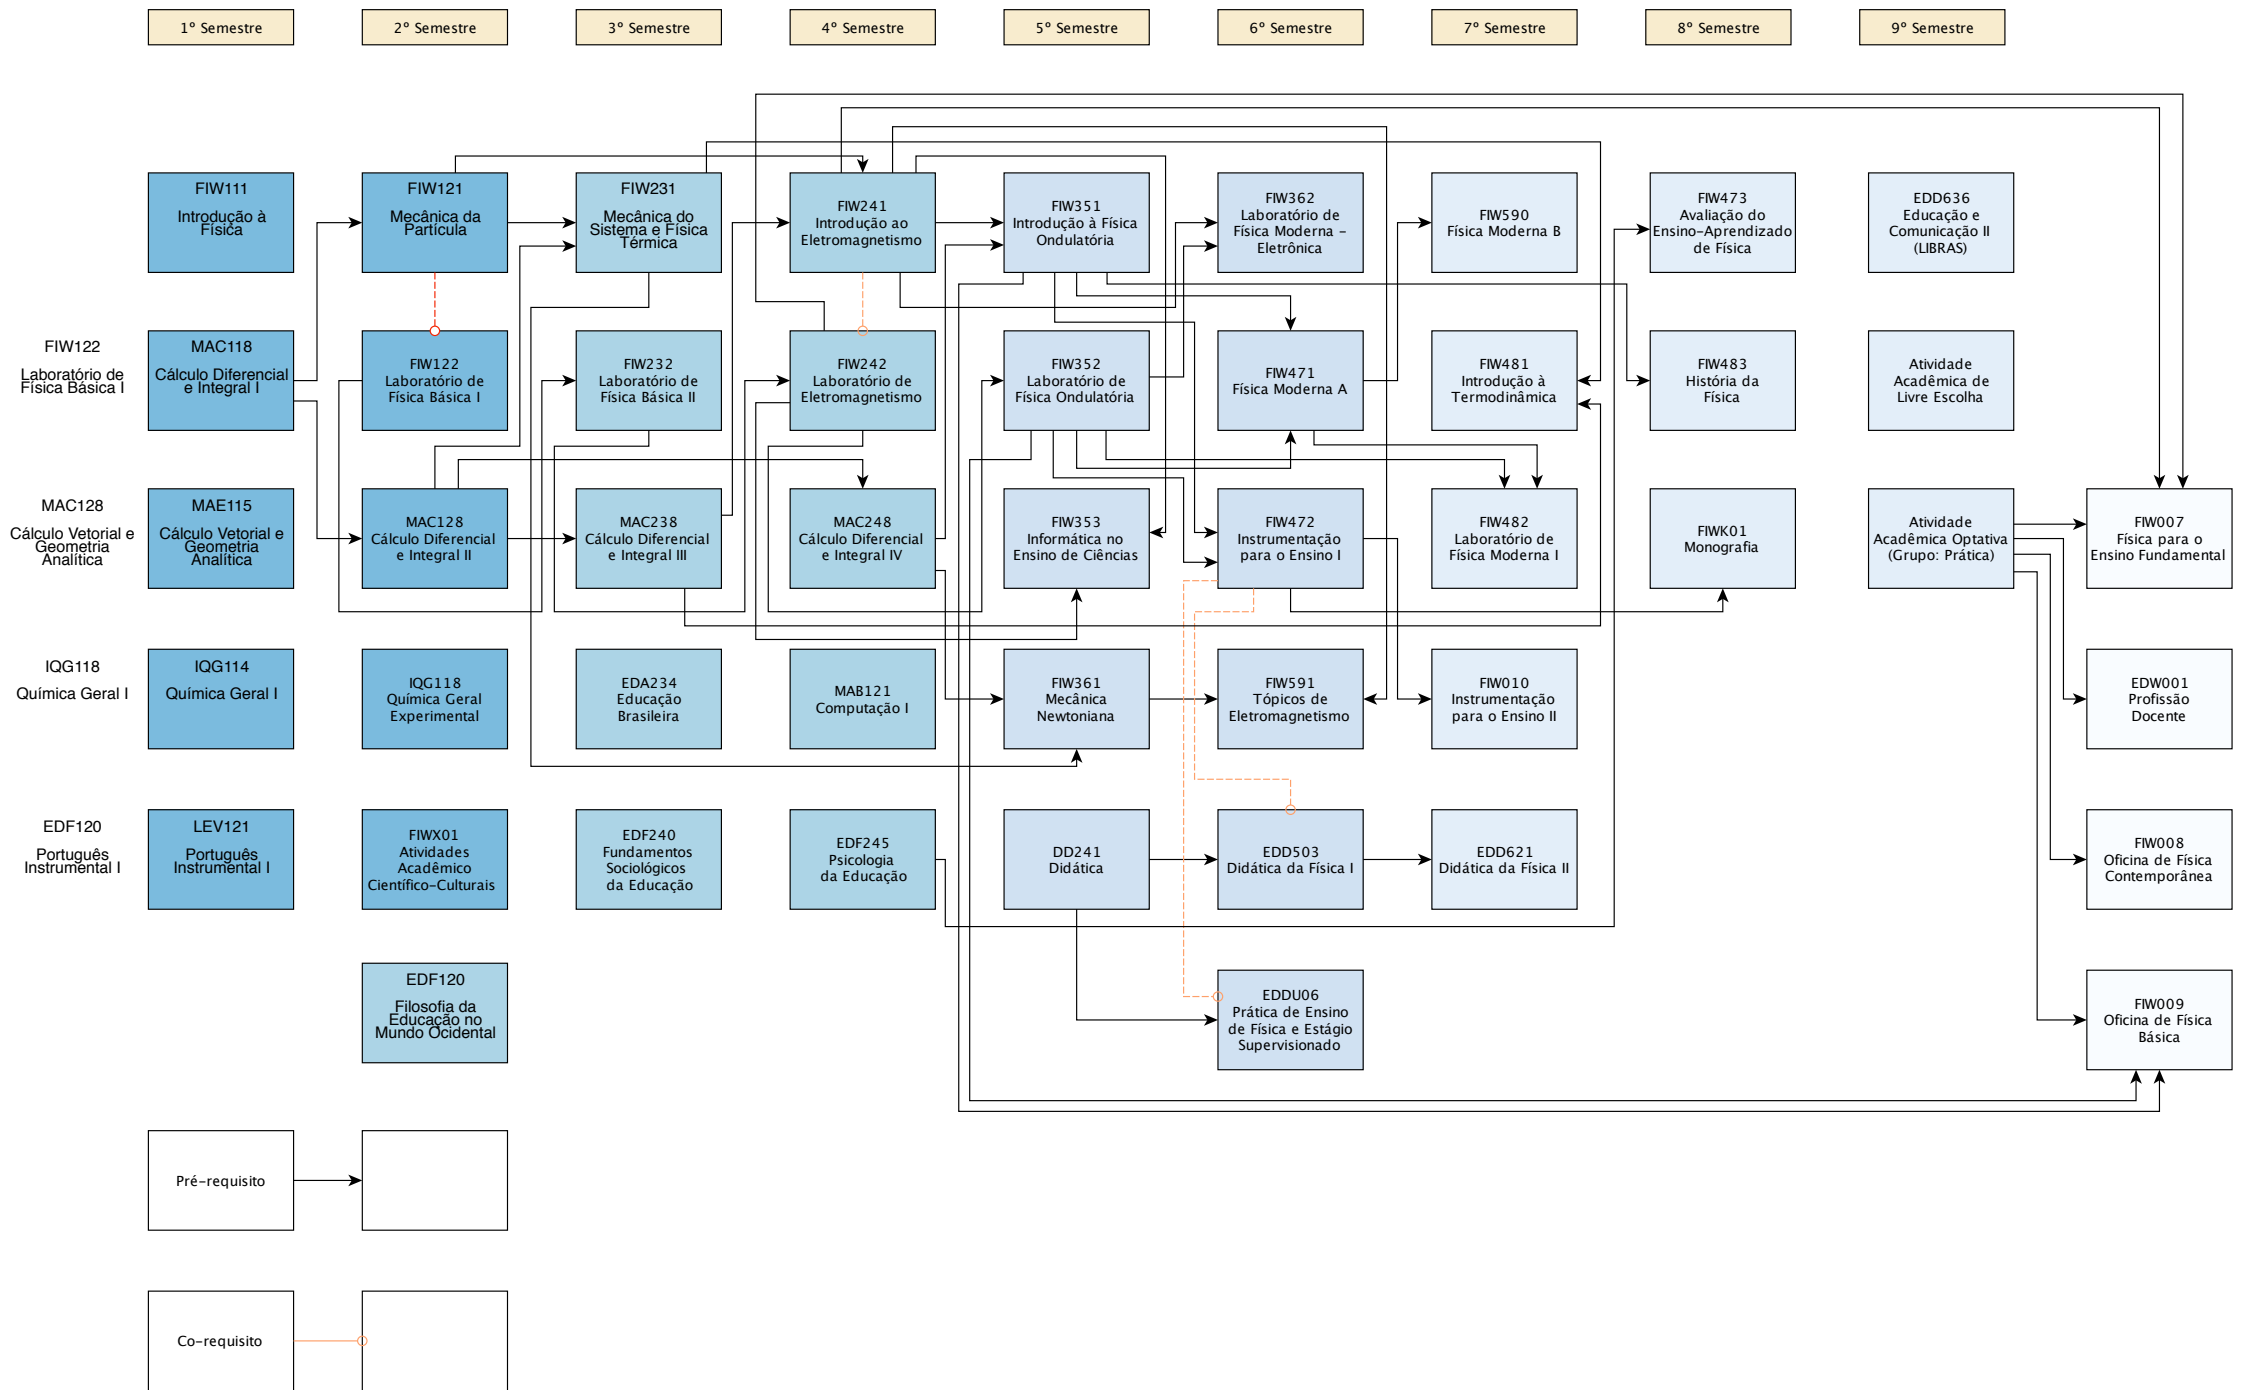 1º Semestre
2º Semestre
3º Semestre
4º Semestre
5º Semestre
6º Semestre
7º Semestre
8º Semestre
9º Semestre
FIW111
Introdução à
Física
FIW121
Mecânica da
Partícula
FIW231
Mecânica do
Sistema e Física
Térmica
FIW241
Introdução ao
Eletromagnetismo
FIW351
Introdução à Física
Ondulatória
FIW362
Laboratório de
Física Moderna –
Eletrônica
FIW590
Física Moderna B
FIW473
Avaliação do
Ensino-Aprendizado
de Física
EDD636
Educação e
Comunicação II
(LIBRAS)
FIW122
Laboratório de
Física Básica I
MAC118
Cálculo Diferencial
e Integral I
FIW122
Laboratório de
Física Básica I
FIW232
Laboratório de
Física Básica II
FIW242
Laboratório de
Eletromagnetismo
FIW352
Laboratório de
Física Ondulatória
FIW471
Física Moderna A
FIW481
Introdução à
Termodinâmica
FIW483
História da
Física
Atividade
Acadêmica de
Livre Escolha
MAC128
Cálculo Vetorial e
Geometria
Analítica
MAE115
Cálculo Vetorial e
Geometria
Analítica
MAC128
Cálculo Diferencial
e Integral II
MAC238
Cálculo Diferencial
e Integral III
MAC248
Cálculo Diferencial
e Integral IV
FIW353
Informática no
Ensino de Ciências
FIW472
Instrumentação
para o Ensino I
FIW482
Laboratório de
Física Moderna I
FIWK01
Monografia
Atividade
Acadêmica Optativa
(Grupo: Prática)
FIW007
Física para o
Ensino Fundamental
IQG118
Química Geral I
IQG114
Química Geral I
IQG118
Química Geral
Experimental
EDA234
Educação
Brasileira
MAB121
Computação I
FIW361
Mecânica
Newtoniana
FIW591
Tópicos de
Eletromagnetismo
FIW010
Instrumentação
para o Ensino II
EDW001
Profissão
Docente
EDF120
Português
Instrumental I
LEV121
Português
Instrumental I
FIWX01
Atividades
Acadêmico
Científico-Culturais
EDF240
Fundamentos
Sociológicos
da Educação
EDF245
Psicologia
da Educação
DD241
Didática
EDD503
Didática da Física I
EDD621
Didática da Física II
FIW008
Oficina de Física
Contemporânea
EDF120
Filosofia da
Educação no
Mundo Ocidental
EDDU06
Prática de Ensino
de Física e Estágio
Supervisionado
FIW009
Oficina de Física
Básica
Pré-requisito
Co-requisito